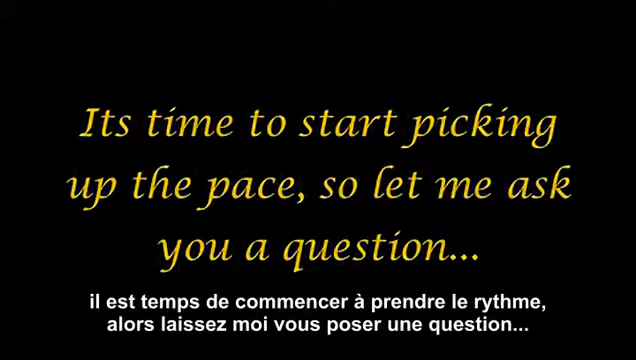 Its time to start picking
up the pace, so let me ask
you a question...
il est temps de commencer à prendre le rythme,
alors laissez moi vous poser une question...